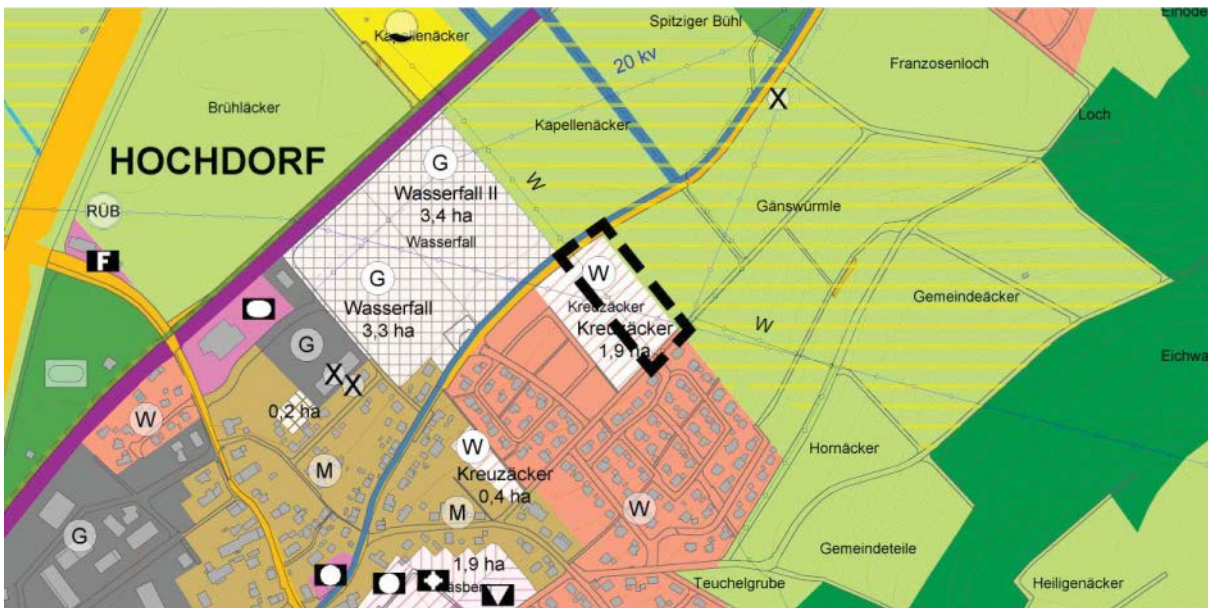 Spitziger Bühl
Kapellenäcker
20 kv
Franzosenloch
Brühläcker
X
Loch
HOCHDORF
Kapellenäcker
G
W
Wasserfall II
3,4 ha
Gänswürmle
RÜB
Wasserfall
F
G
W
Gemeindeäcker
Wasserfall
3,3 ha
Kreuzäcker
Kreuzäcker
1,9 ha
W
G
Eichwa
X X
0,2 ha
W
W
Hornäcker
M
Kreuzäcker
0,4 ha
W
M
G
Gemeindeteile
1,9 ha
Teuchelgrube
Heiligenäcker